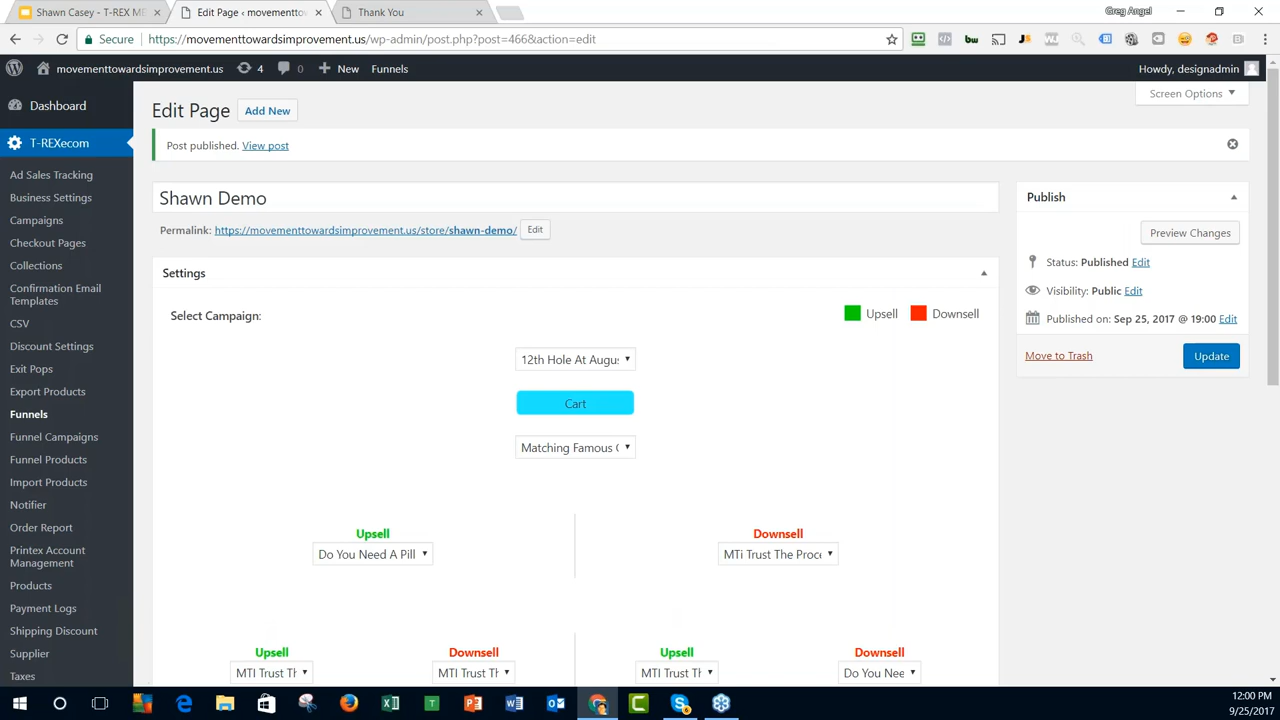 Shawn Casey - T-REX ME
Edit Page ‹ movementtow
Thank You
Greg Angel
Secure https://movementtowardsimprovement.us/wp-admin/post.php?post=466&action=edit
movementtowardsimprovement.us 4 0 New Funnels Howdy, designadmin
Dashboard
T-REXecom
Ad Sales Tracking
Business Settings
Campaigns
Checkout Pages
Collections
Confirmation Email
Templates
CSV
Discount Settings
Exit Pops
Export Products
Funnels
Funnel Campaigns
Funnel Products
Import Products
Notifier
Order Report
Printex Account
Management
Products
Payment Logs
Shipping Discount
Supplier
Taxes
Screen Options
Edit Page Add New
Post published. View post
Shawn Demo
Permalink: https://movementtowardsimprovement.us/store/shawn-demo/ Edit
Settings
Select Campaign:
Upsell Downsell
12th Hole At Augus
Cart
Matching Famous
Upsell Downsell
Do You Need A Pill MTi Trust The Proce
Upsell Downsell Upsell Downsell
MTI Trust Th MTI Trust Th MTI Trust Th Do You Nee
Publish
Preview Changes
Status: Published Edit
Visibility: Public Edit
Published on: Sep 25, 2017 @ 19:00 Edit
Move to Trash Update
12:00 PM
9/25/2017